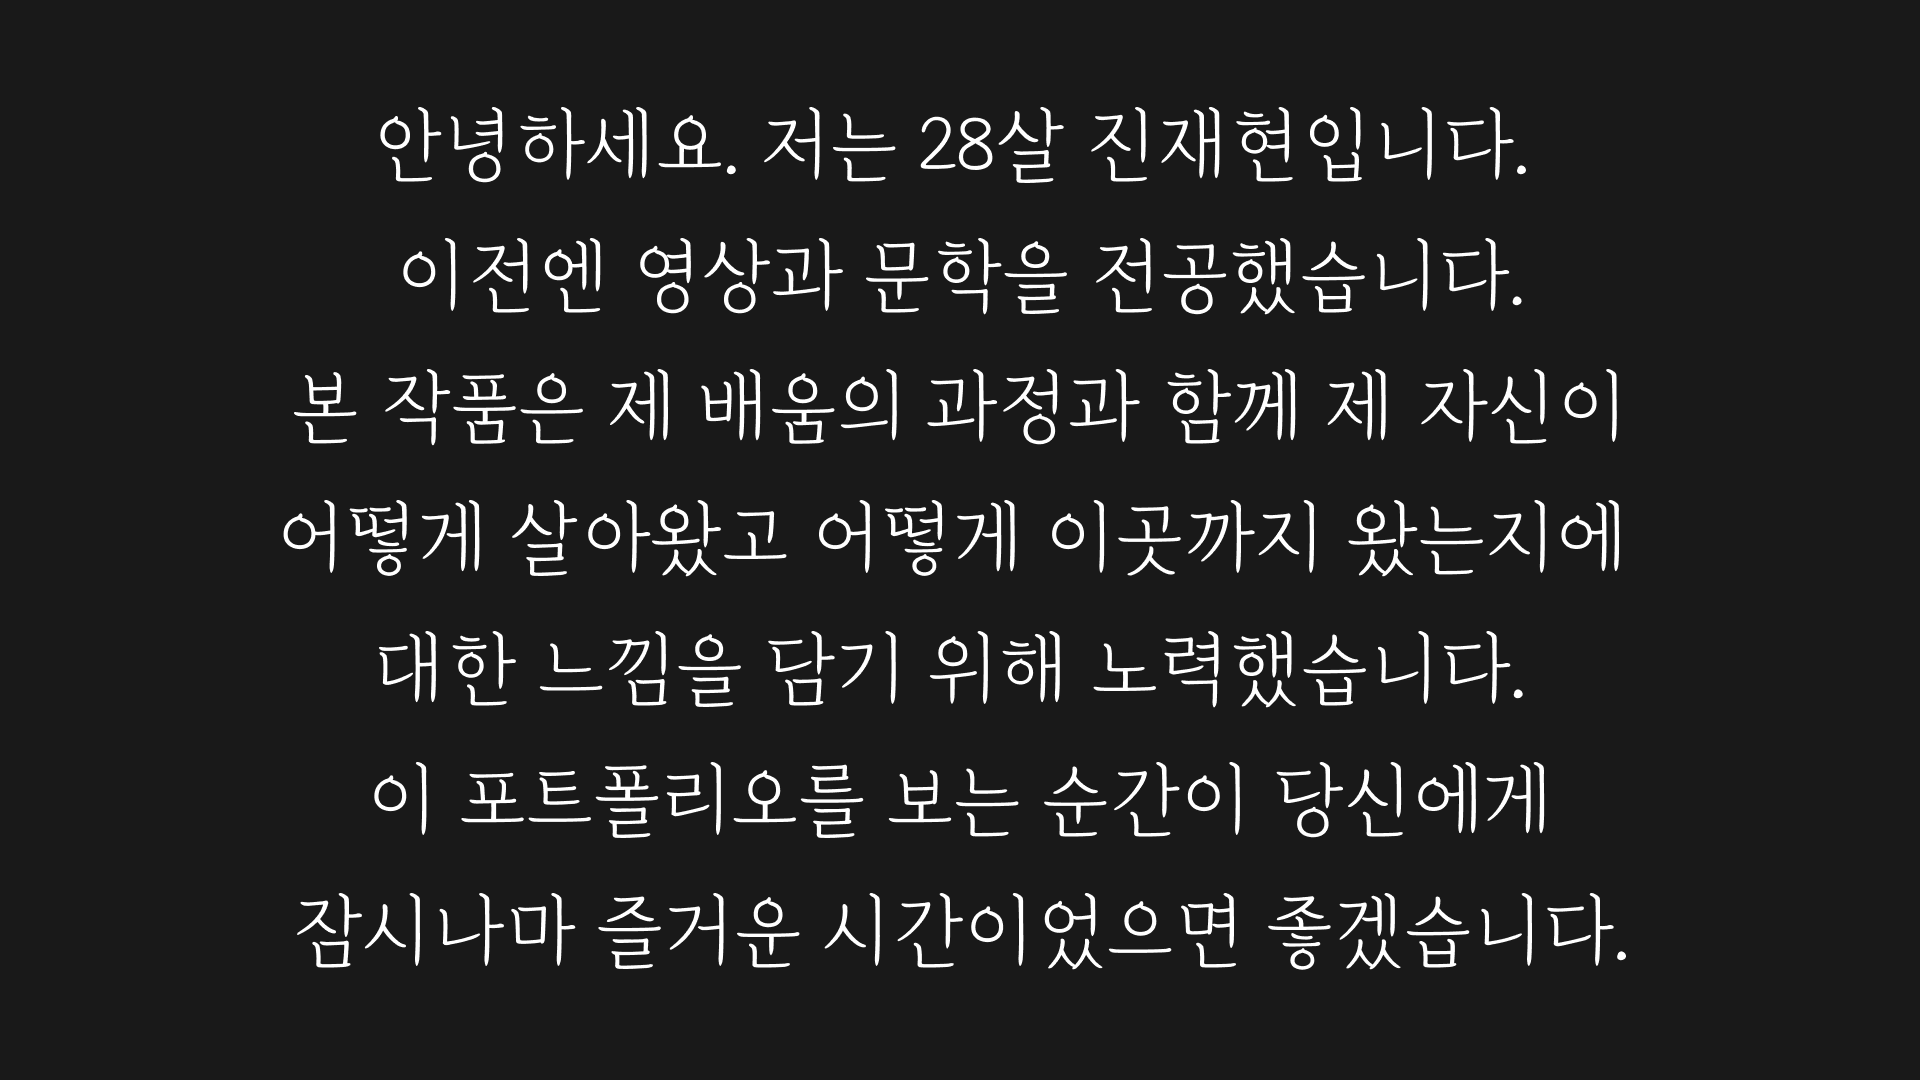 안녕하세요. 저는 28살 진재현입니다.
이전엔 영상과 문학을 전공했습니다.
본 작품은 제 배움의 과정과 함께 제 자신이
어떻게 살아왔고 어떻게 이곳까지 왔는지에
대한 느낌을 담기 위해 노력했습니다.
이 포트폴리오를 보는 순간이 당신에게
잠시나마 즐거운 시간이었으면 좋겠습니다.